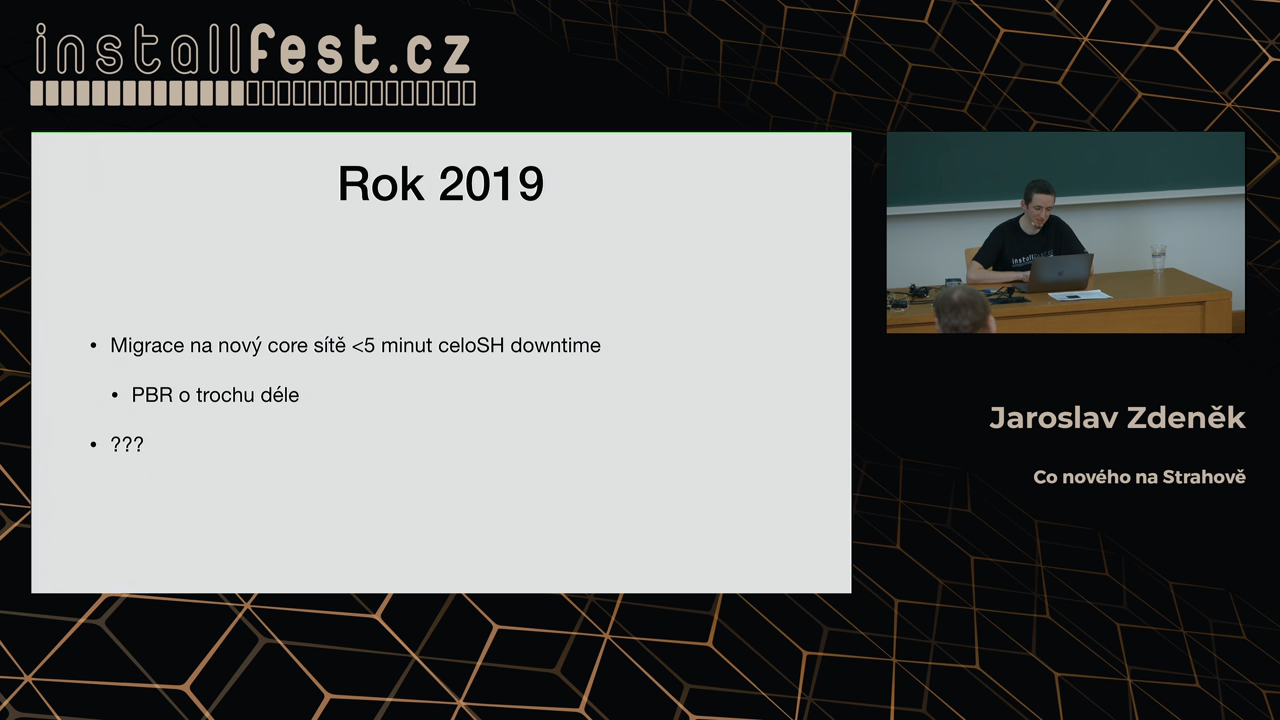 installfest.cz
Rok 2019
• Migrace na nový core sítě <5 minut celoSH downtime
• PBR o trochu déle
• ???
Jaroslav Zdeněk
Co nového na Strahově